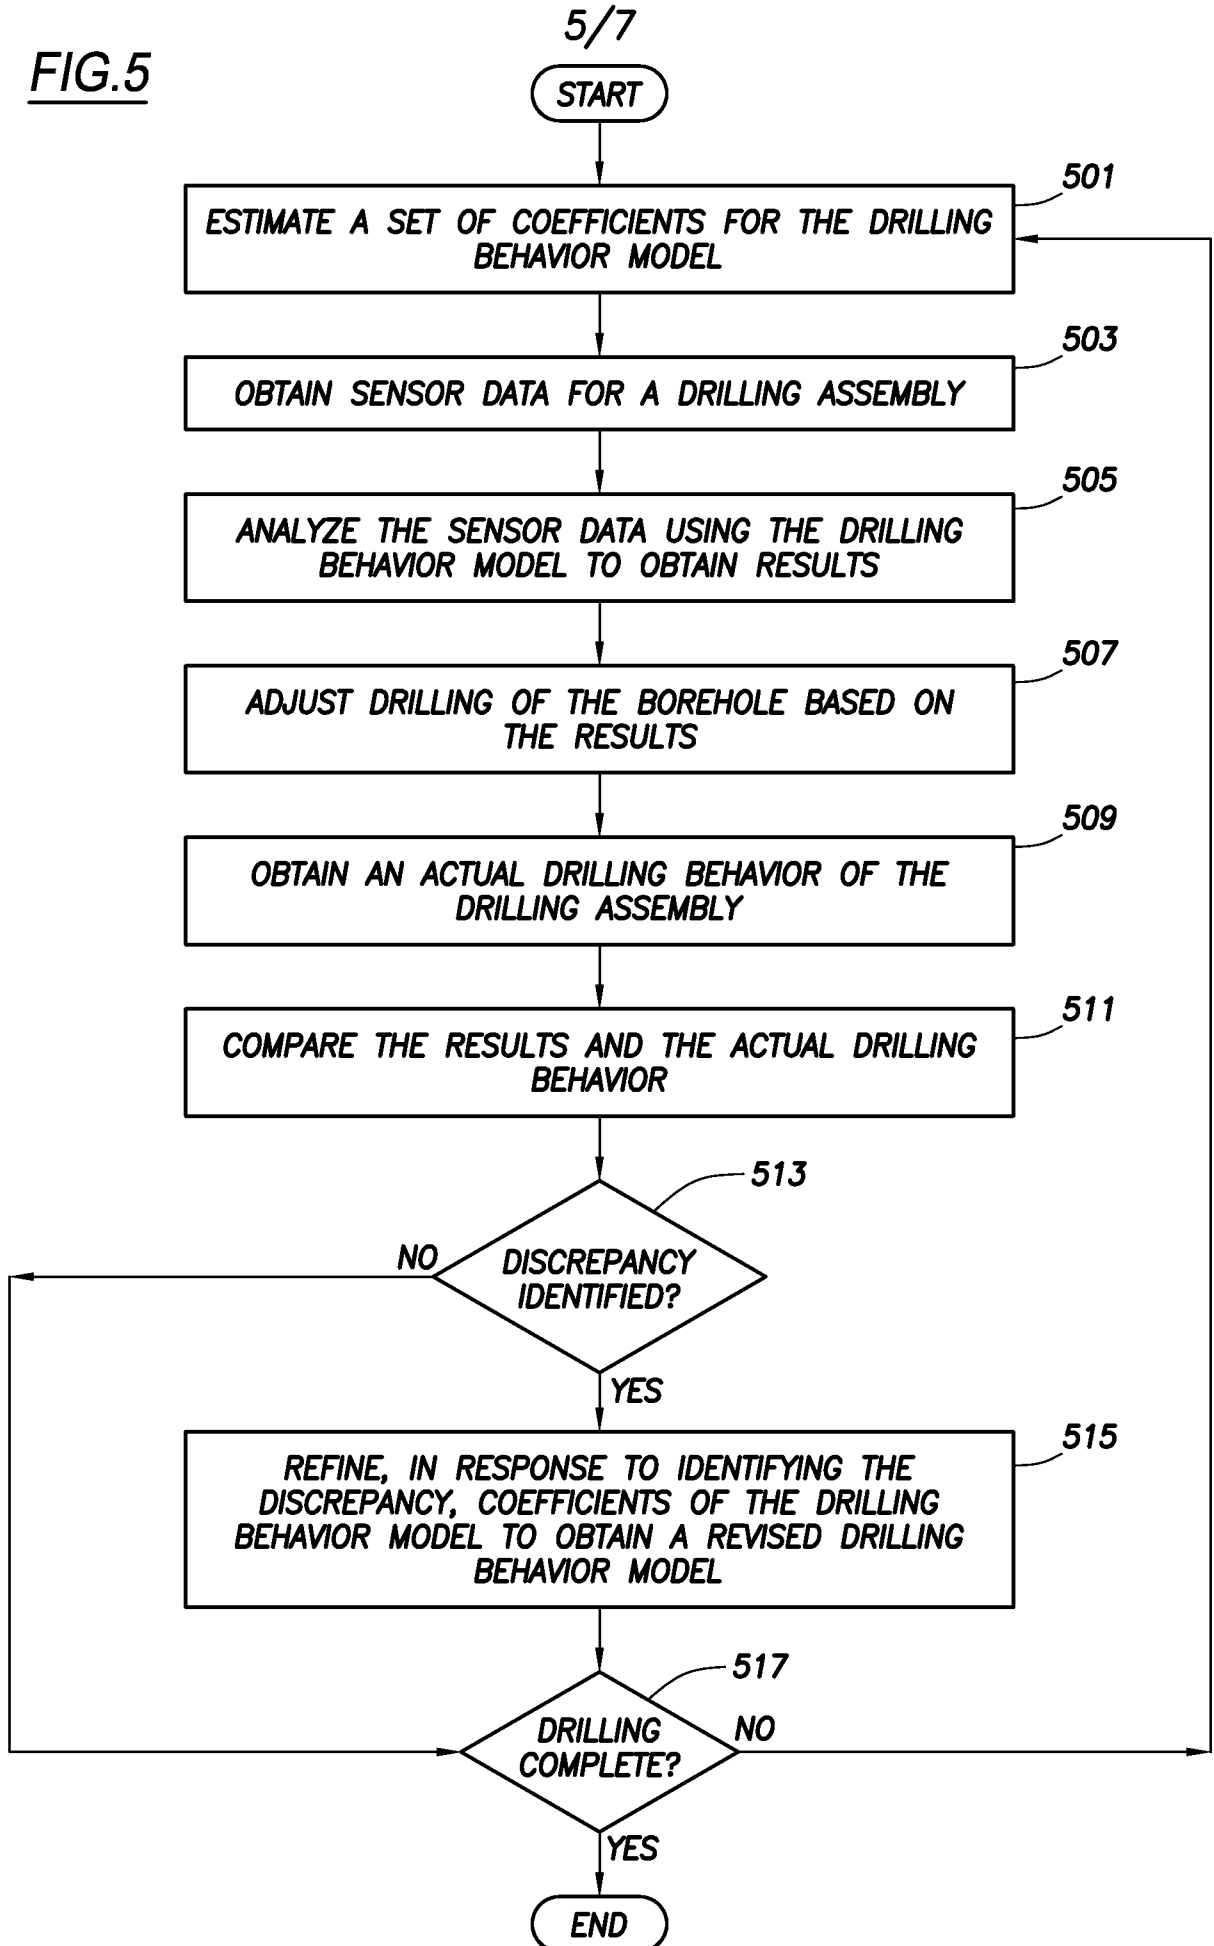 5/7
FIG.5
START
501
ESTIMATE A SET OF COEFFICIENTS FOR THE DRILLING
BEHAVIOR MODEL
503
OBTAIN SENSOR DATA FOR A DRILLING ASSEMBLY
505
ANALYZE THE SENSOR DATA USING THE DRILLING
BEHAVIOR MODEL TO OBTAIN RESULTS
507
ADJUST DRILLING OF THE BOREHOLE BASED ON
THE RESULTS
509
OBTAIN AN ACTUAL DRILLING BEHAVIOR OF THE
DRILLING ASSEMBLY
511
COMPARE THE RESULTS AND THE ACTUAL DRILLING
BEHAVIOR
513
NO
DISCREPANCY
IDENTIFIED?
YES
515
REFINE, IN RESPONSE TO IDENTIFYING THE
DISCREPANCY, COEFFICIENTS OF THE DRILLING
BEHAVIOR MODEL TO OBTAIN A REVISED DRILLING
BEHAVIOR MODEL
517
DRILLING
COMPLETE?
NO
YES
END